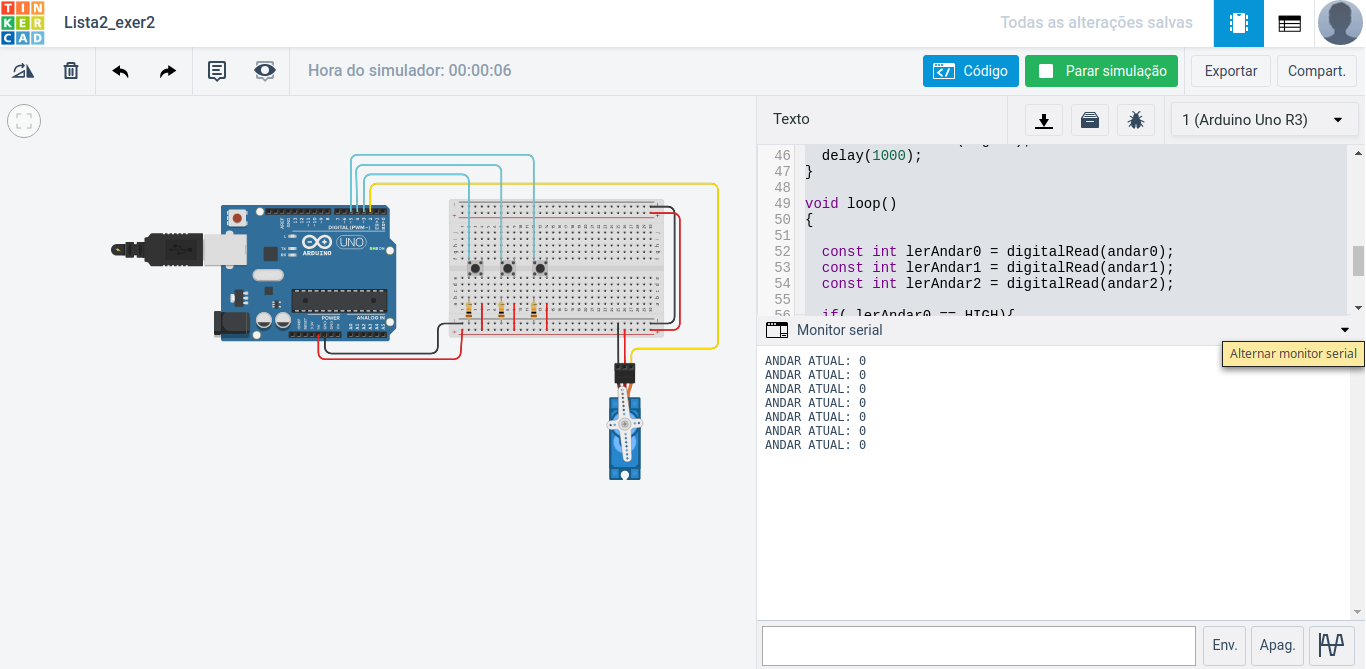 TIN
KER
CAD
Lista2_exer2
Todas as alterações salvas
Hora do simulador: 00:00:06
Código
Parar simulação
Exportar
Compart.
Texto
1 (Arduino Uno R3)
46 delay(1000);
47 }
48
49 void loop()
50 {
51
52 const int lerAndar0 = digitalRead(andar0);
53 const int lerAndar1 = digitalRead(andar1);
54 const int lerAndar2 = digitalRead(andar2);
55
56 if( lerAndar0 == HIGH){
Monitor serial
Alternar monitor serial
ANDAR ATUAL: 0
ANDAR ATUAL: 0
ANDAR ATUAL: 0
ANDAR ATUAL: 0
ANDAR ATUAL: 0
ANDAR ATUAL: 0
ANDAR ATUAL: 0
Env.
Apag.
DIGITAL (PWM~)
UNO
ARDUINO
POWER
ANALOG IN